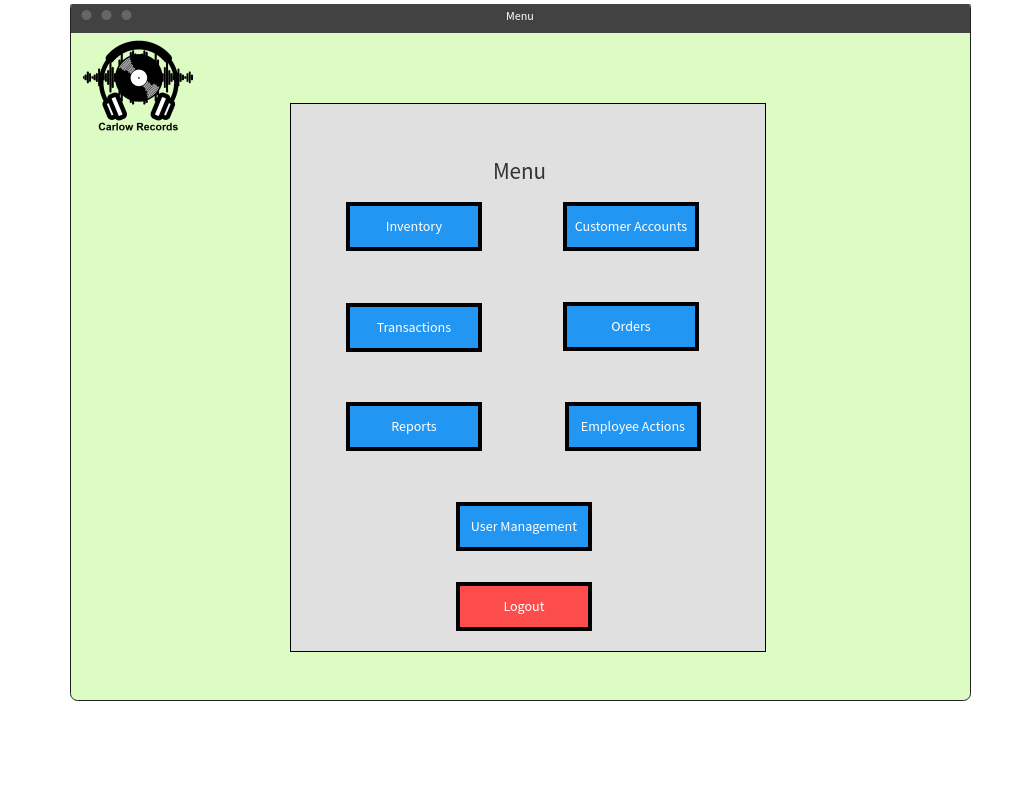 Menu
Carlow Records
Menu
Inventory
Customer Accounts
Transactions
Orders
Reports
Employee Actions
User Management
Logout